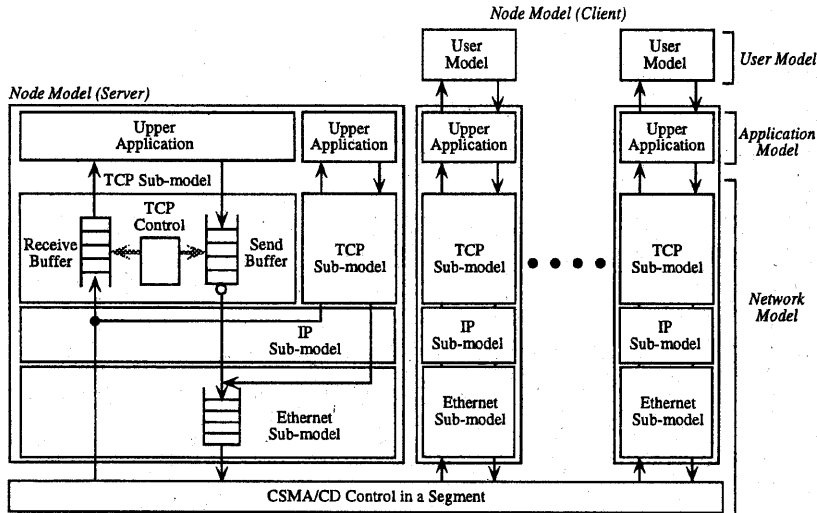 Node Model (Client)
User
Model
User
Model
User Model
Node Model (Server)
Upper
Application
Upper
Application
Upper
Application
Upper
Application
Application
Model
TCP Sub-model
Receive
Buffer
TCP
Control
Send
Buffer
TCP
Sub-model
TCP
Sub-model
TCP
Sub-model
Network
Model
IP
Sub-model
IP
Sub-model
IP
Sub-model
Ethernet
Sub-model
Ethernet
Sub-model
Ethernet
Sub-model
CSMA/CD Control in a Segment